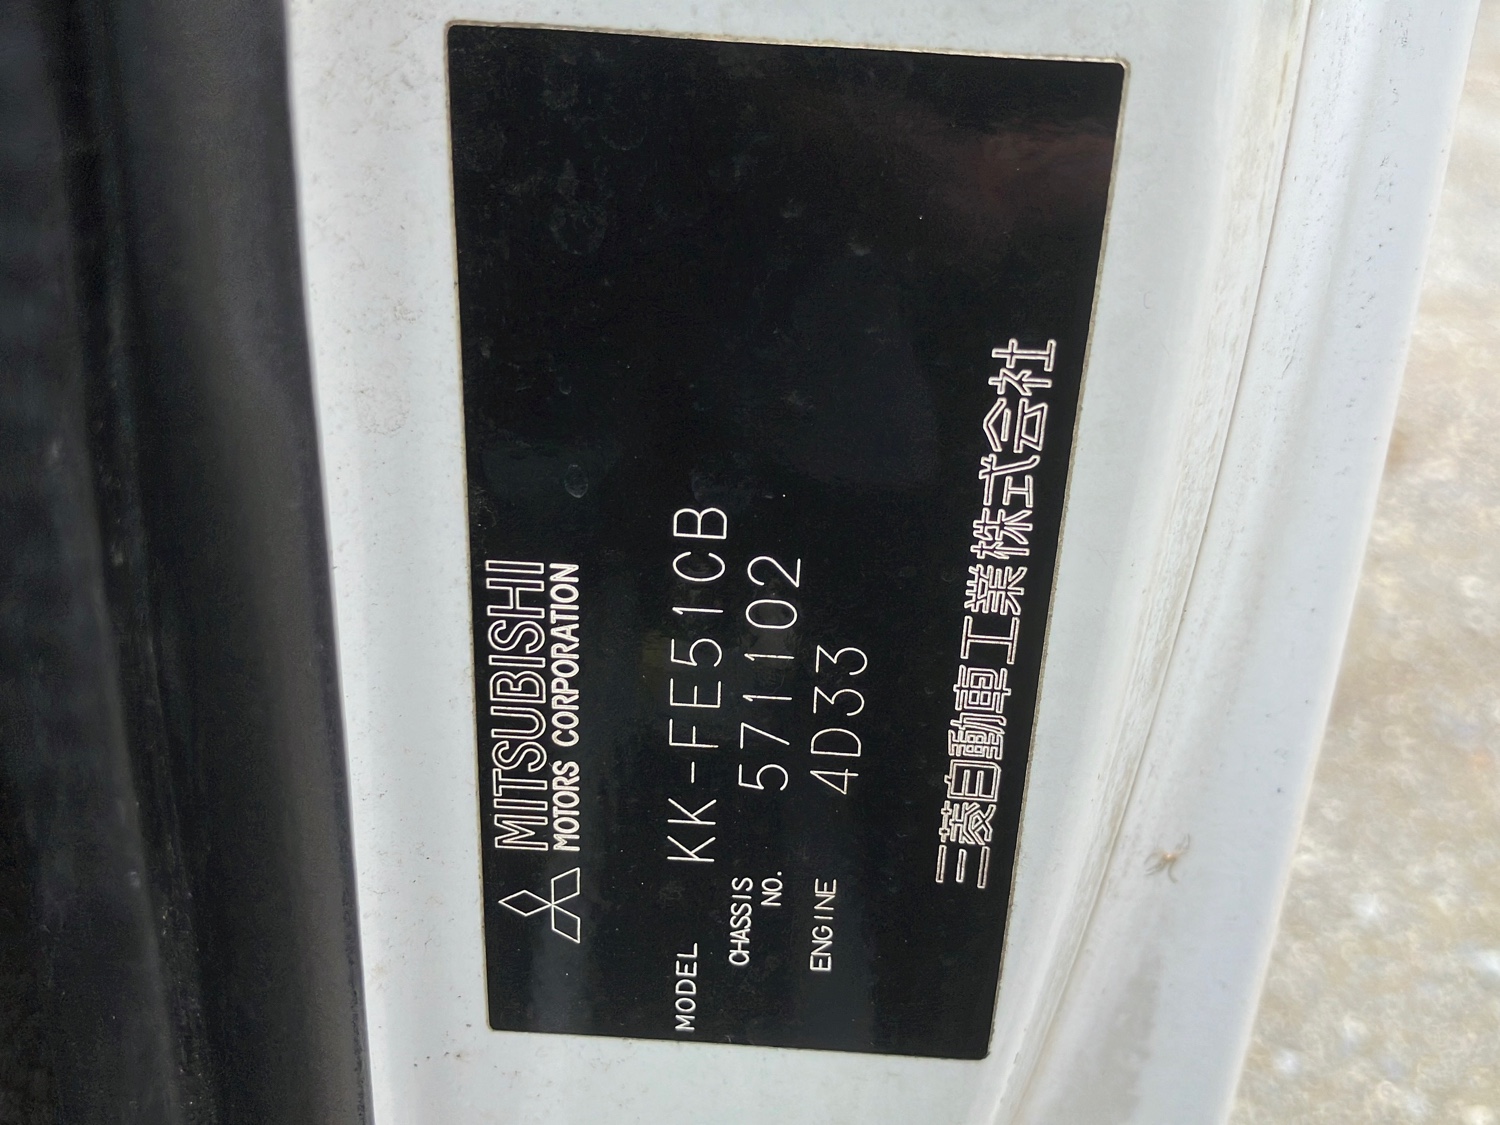 MITSUBISHI
MOTORS CORPORATION
MODEL KK-FE51CB
CHASSIS NO. 571102
ENGINE 4D33
三菱自動車工業株式会社